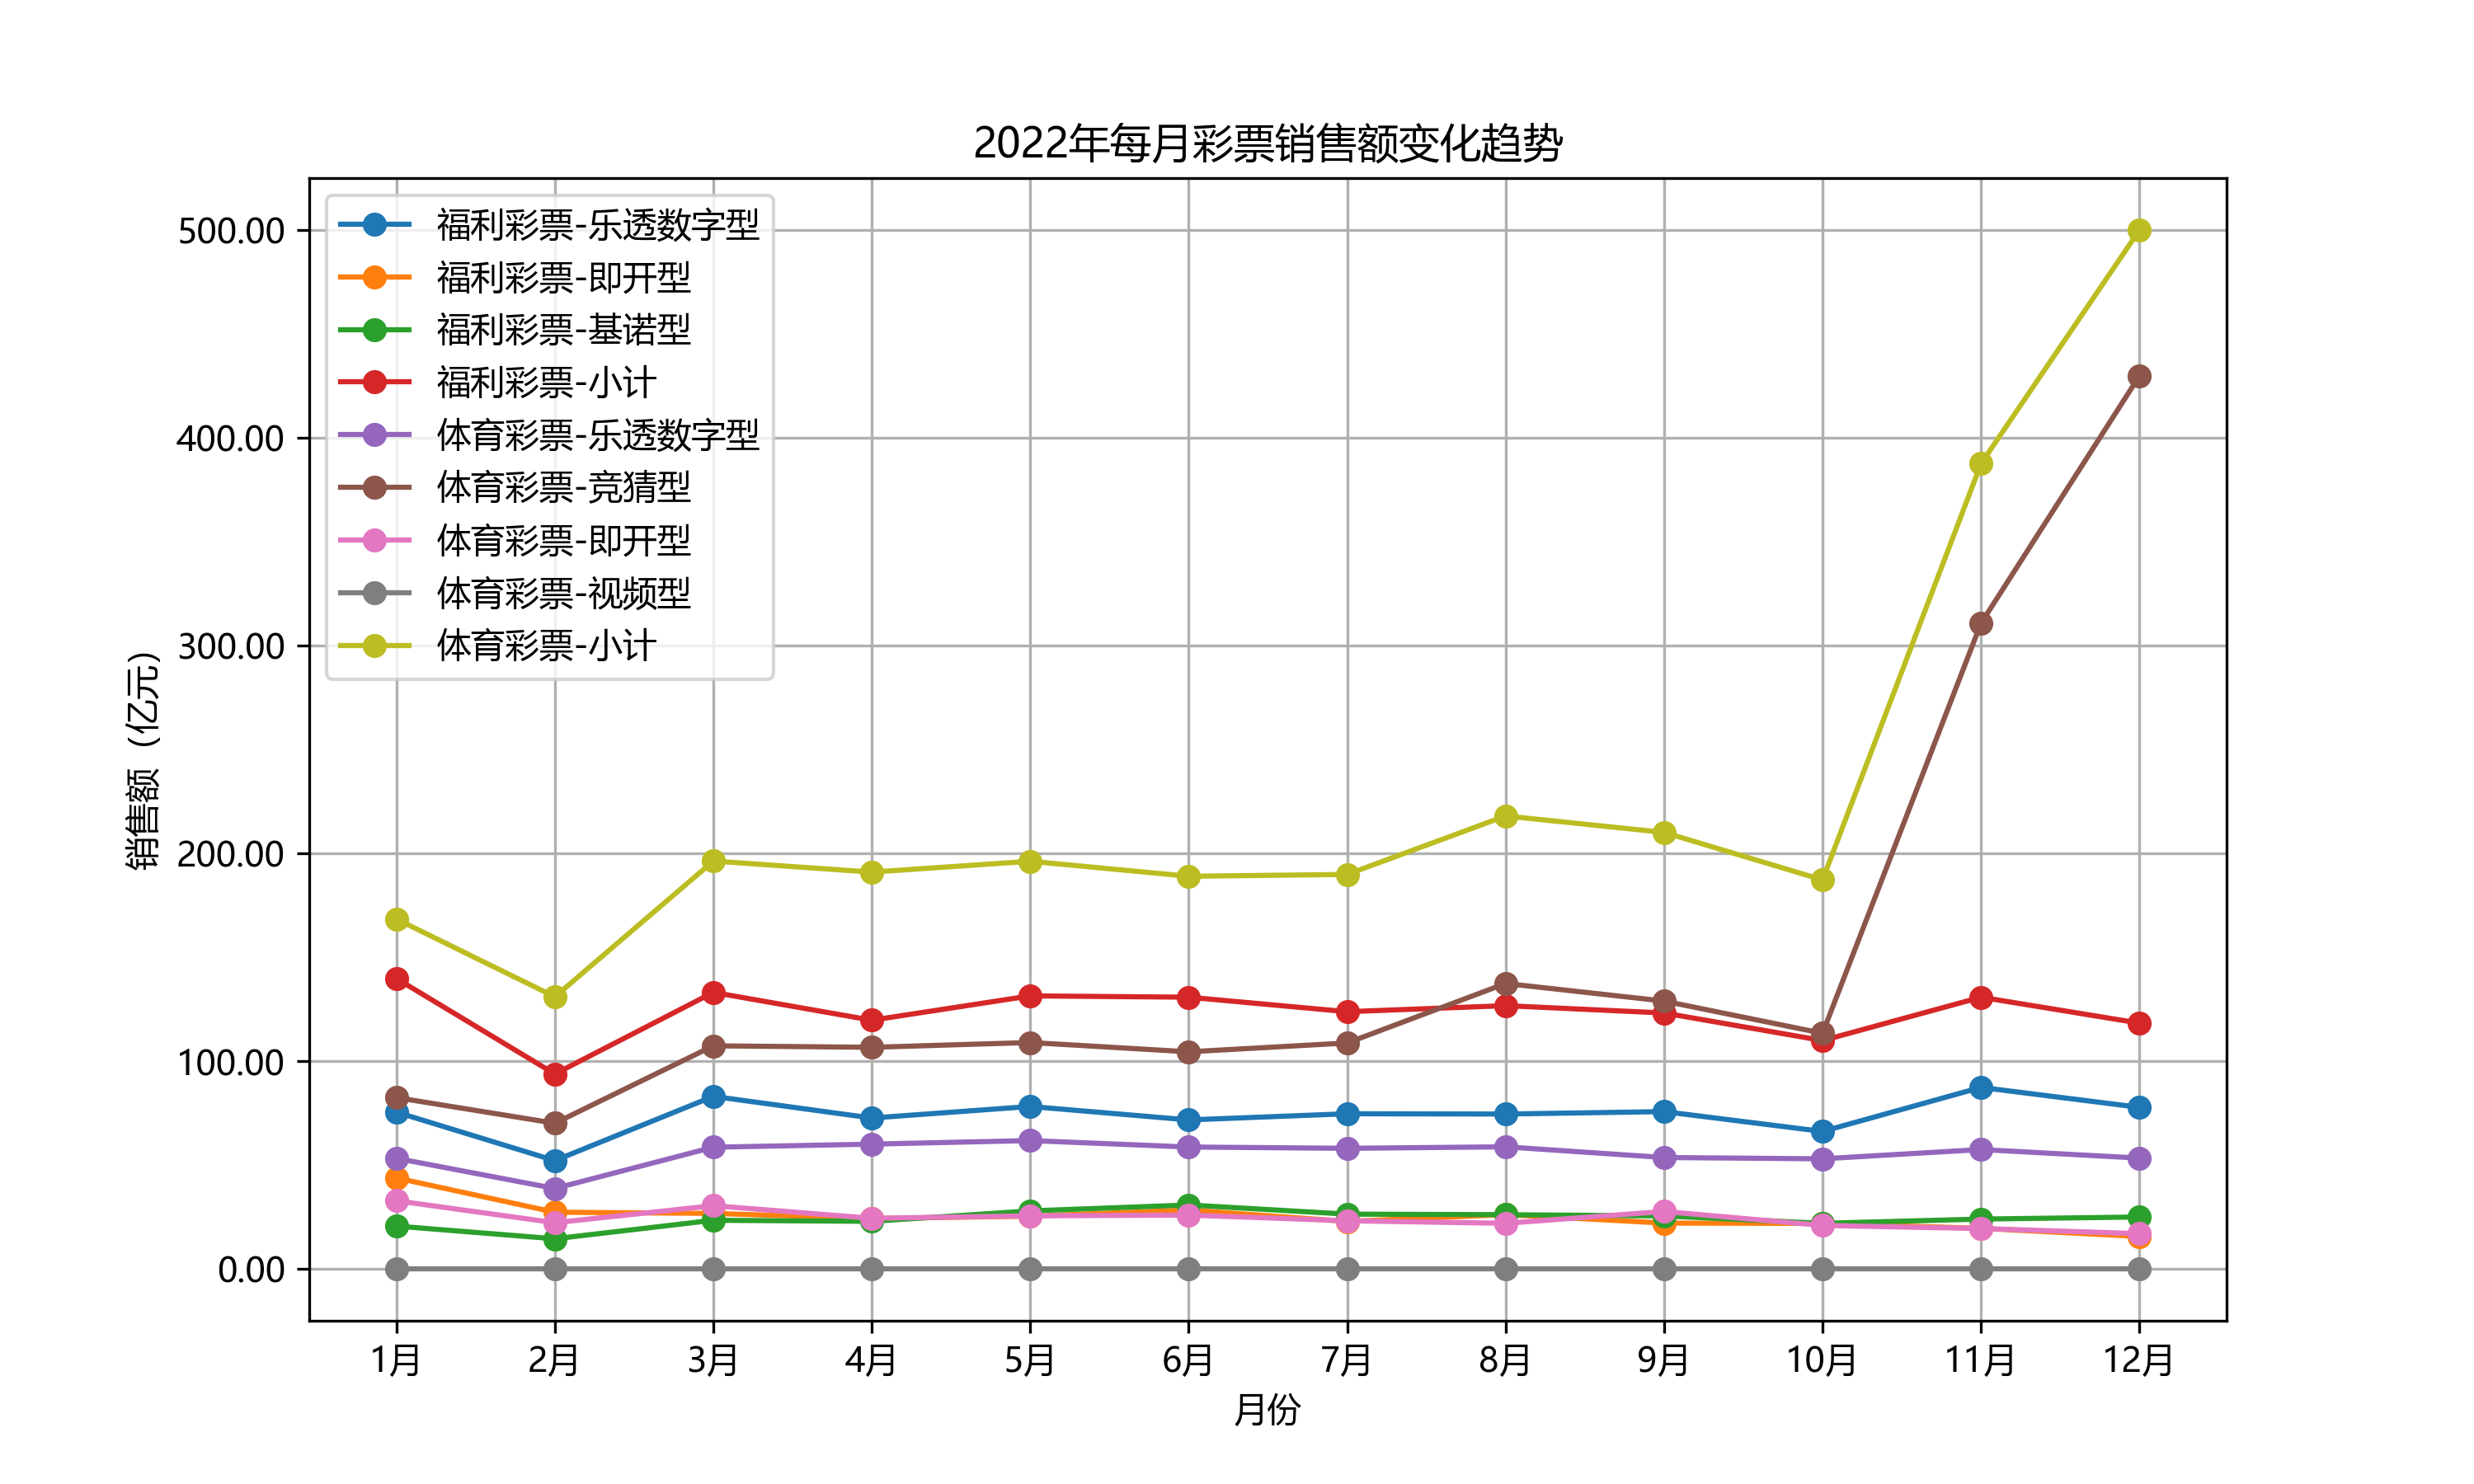 2022年每月彩票销售额变化趋势
福利彩票-乐透数字型
福利彩票-即开型
福利彩票-基诺型
福利彩票-小计
体育彩票-乐透数字型
体育彩票-竞猜型
体育彩票-即开型
体育彩票-视频型
体育彩票-小计
500.00
400.00
300.00
200.00
100.00
0.00
销售额（亿元）
1月 2月 3月 4月 5月 6月 7月 8月 9月 10月 11月 12月
月份